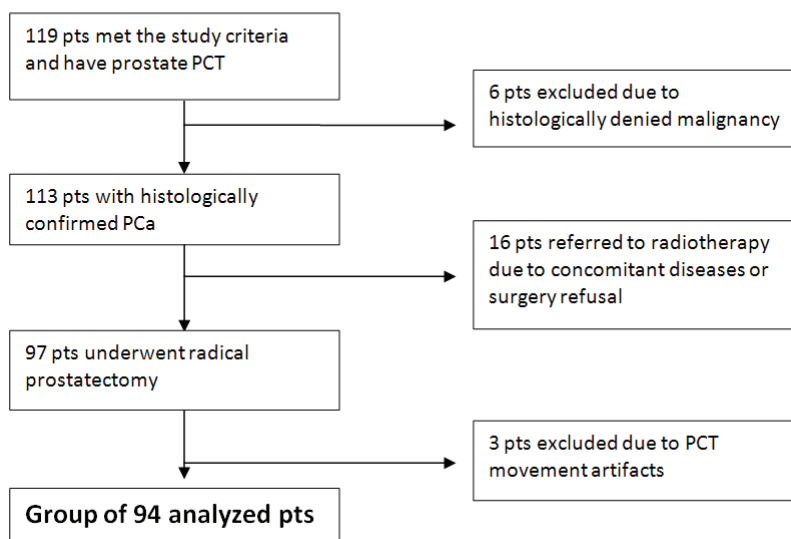 119 pts met the study criteria
and have prostate PCT
6 pts excluded due to
histologically denied malignancy
113 pts with histologically
confirmed PCa
16 pts referred to radiotherapy
due to concomitant diseases or
surgery refusal
97 pts underwent radical
prostatectomy
3 pts excluded due to PCT
movement artifacts
Group of 94 analyzed pts